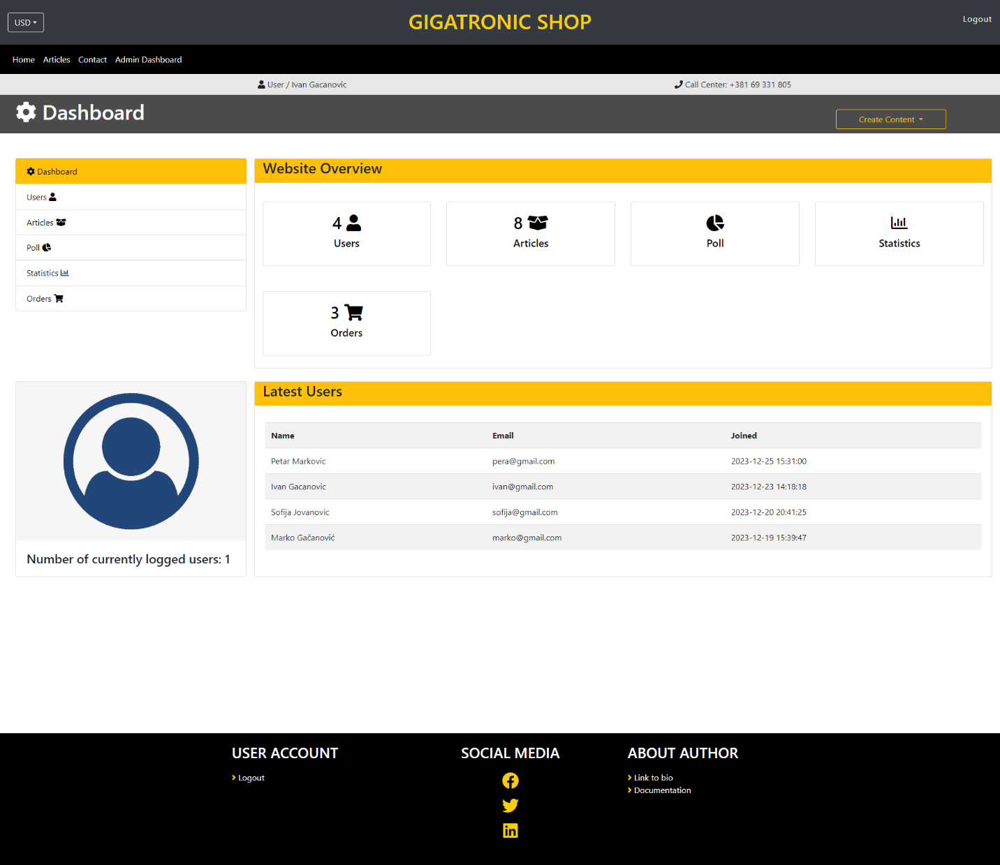 USD
GIGATRONIC SHOP
Logout
Home Articles Contact Admin Dashboard
User / Ivan Gacanovic
Call Center: +381 69 331 805
Dashboard
Create Content
Dashboard
Users
Articles
Poll
Statistics
Orders
Website Overview
4
Users
8
Articles
Poll
Statistics
3
Orders
Number of currently logged users: 1
Latest Users
Name Email Joined
Petar Markovic pera@gmail.com 2023-12-25 15:31:00
Ivan Gacanovic ivan@gmail.com 2023-12-23 14:18:18
Sofija Jovanovic sofija@gmail.com 2023-12-20 20:41:25
Marko Gačanović marko@gmail.com 2023-12-19 15:39:47
USER ACCOUNT
Logout
SOCIAL MEDIA
ABOUT AUTHOR
Link to bio
Documentation